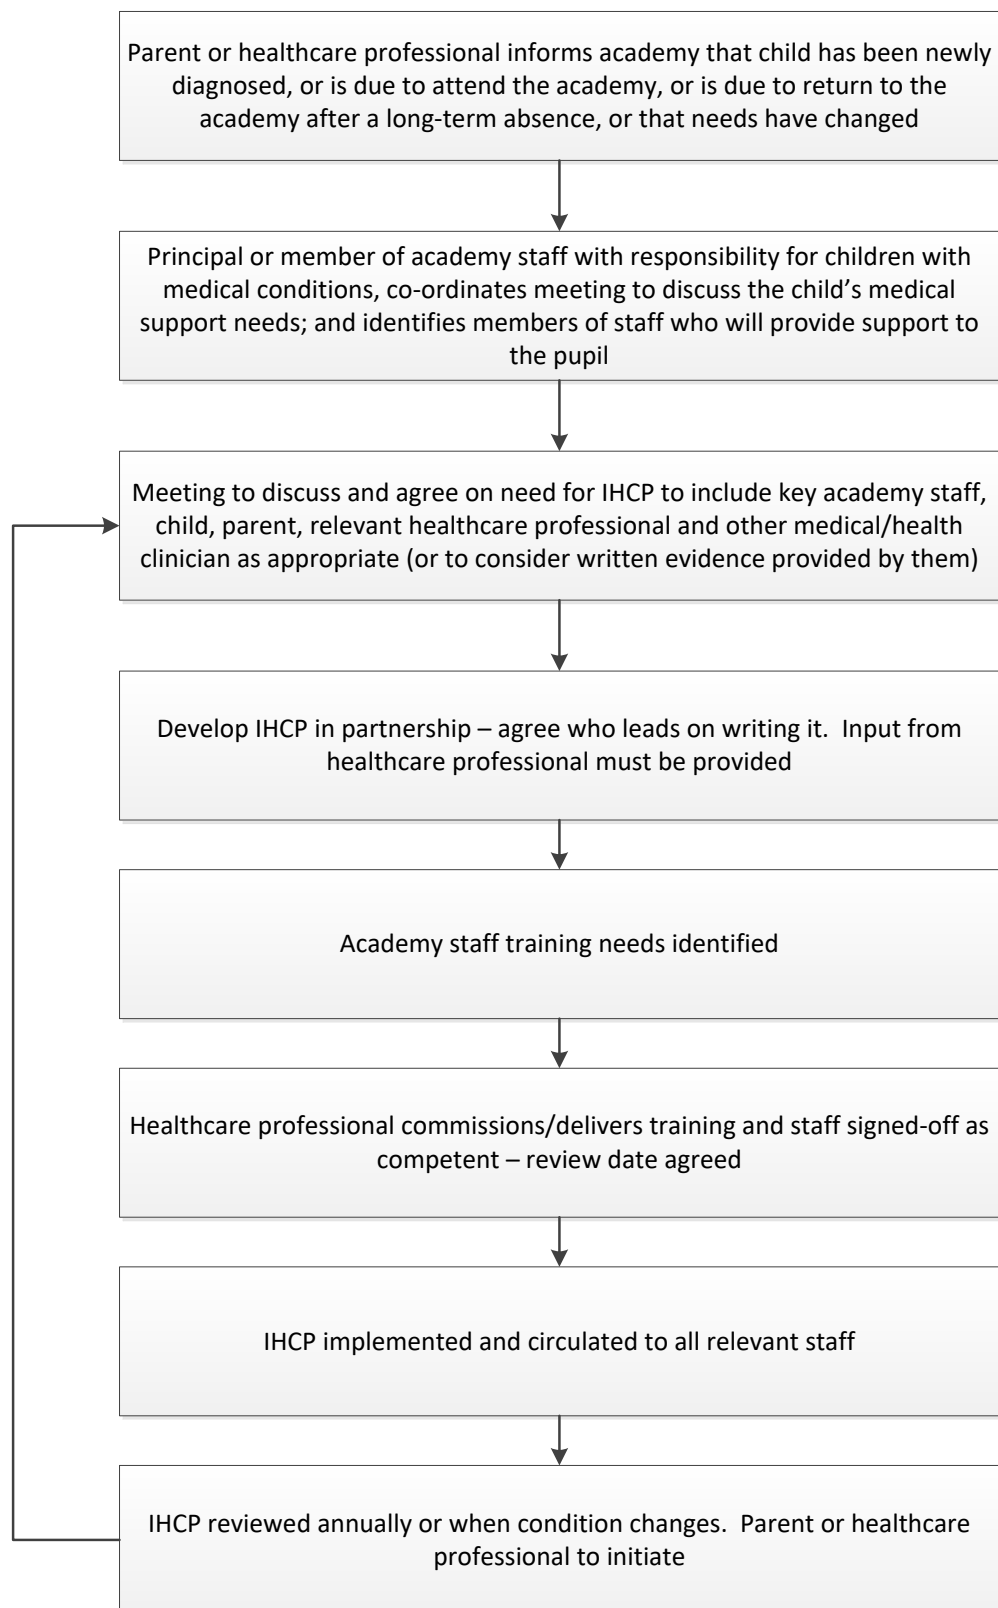 Parent or healthcare professional informs academy that child has been newly
diagnosed, or is due to attend the academy, or is due to return to the
academy after a long-term absence, or that needs have changed
Principal or member of academy staff with responsibility for children with
medical conditions, co-ordinates meeting to discuss the child’s medical
support needs; and identifies members of staff who will provide support to
the pupil
Meeting to discuss and agree on need for IHCP to include key academy staff,
child, parent, relevant healthcare professional and other medical/health
clinician as appropriate (or to consider written evidence provided by them)
Develop IHCP in partnership – agree who leads on writing it.  Input from
healthcare professional must be provided
Academy staff training needs identified
Healthcare professional commissions/delivers training and staff signed-off as
competent – review date agreed
IHCP implemented and circulated to all relevant staff
IHCP reviewed annually or when condition changes.  Parent or healthcare
professional to initiate